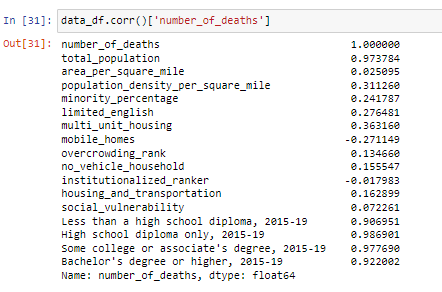 In [31]: data_df.corr()['number_of_deaths']
Out[31]: number_of_deaths 1.000000
total_population 0.973784
area_per_square_mile 0.025095
population_density_per_square_mile 0.311260
minority_percentage 0.241787
limited_english 0.276481
multi_unit_housing 0.363160
mobile_homes -0.271149
overcrowding_rank 0.134660
no_vehicle_household 0.155547
institutionalized_ranker -0.017983
housing_and_transportation 0.162899
social_vulnerability 0.072261
Less than a high school diploma, 2015-19 0.906951
High school diploma only, 2015-19 0.986901
Some college or associate's degree, 2015-19 0.977690
Bachelor's degree or higher, 2015-19 0.922002
Name: number_of_deaths, dtype: float64